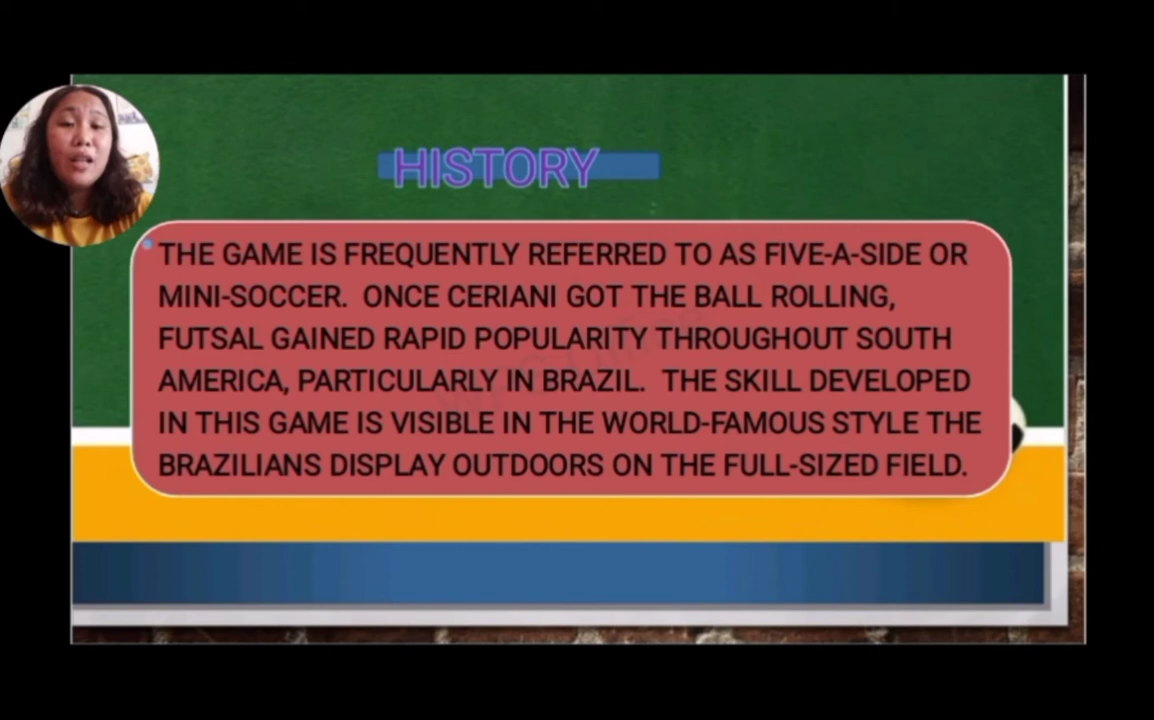 HISTORY
THE GAME IS FREQUENTLY REFERRED TO AS FIVE-A-SIDE OR
MINI-SOCCER. ONCE CERIANI GOT THE BALL ROLLING,
FUTSAL GAINED RAPID POPULARITY THROUGHOUT SOUTH
AMERICA, PARTICULARLY IN BRAZIL. THE SKILL DEVELOPED
IN THIS GAME IS VISIBLE IN THE WORLD-FAMOUS STYLE THE
BRAZILIANS DISPLAY OUTDOORS ON THE FULL-SIZED FIELD.